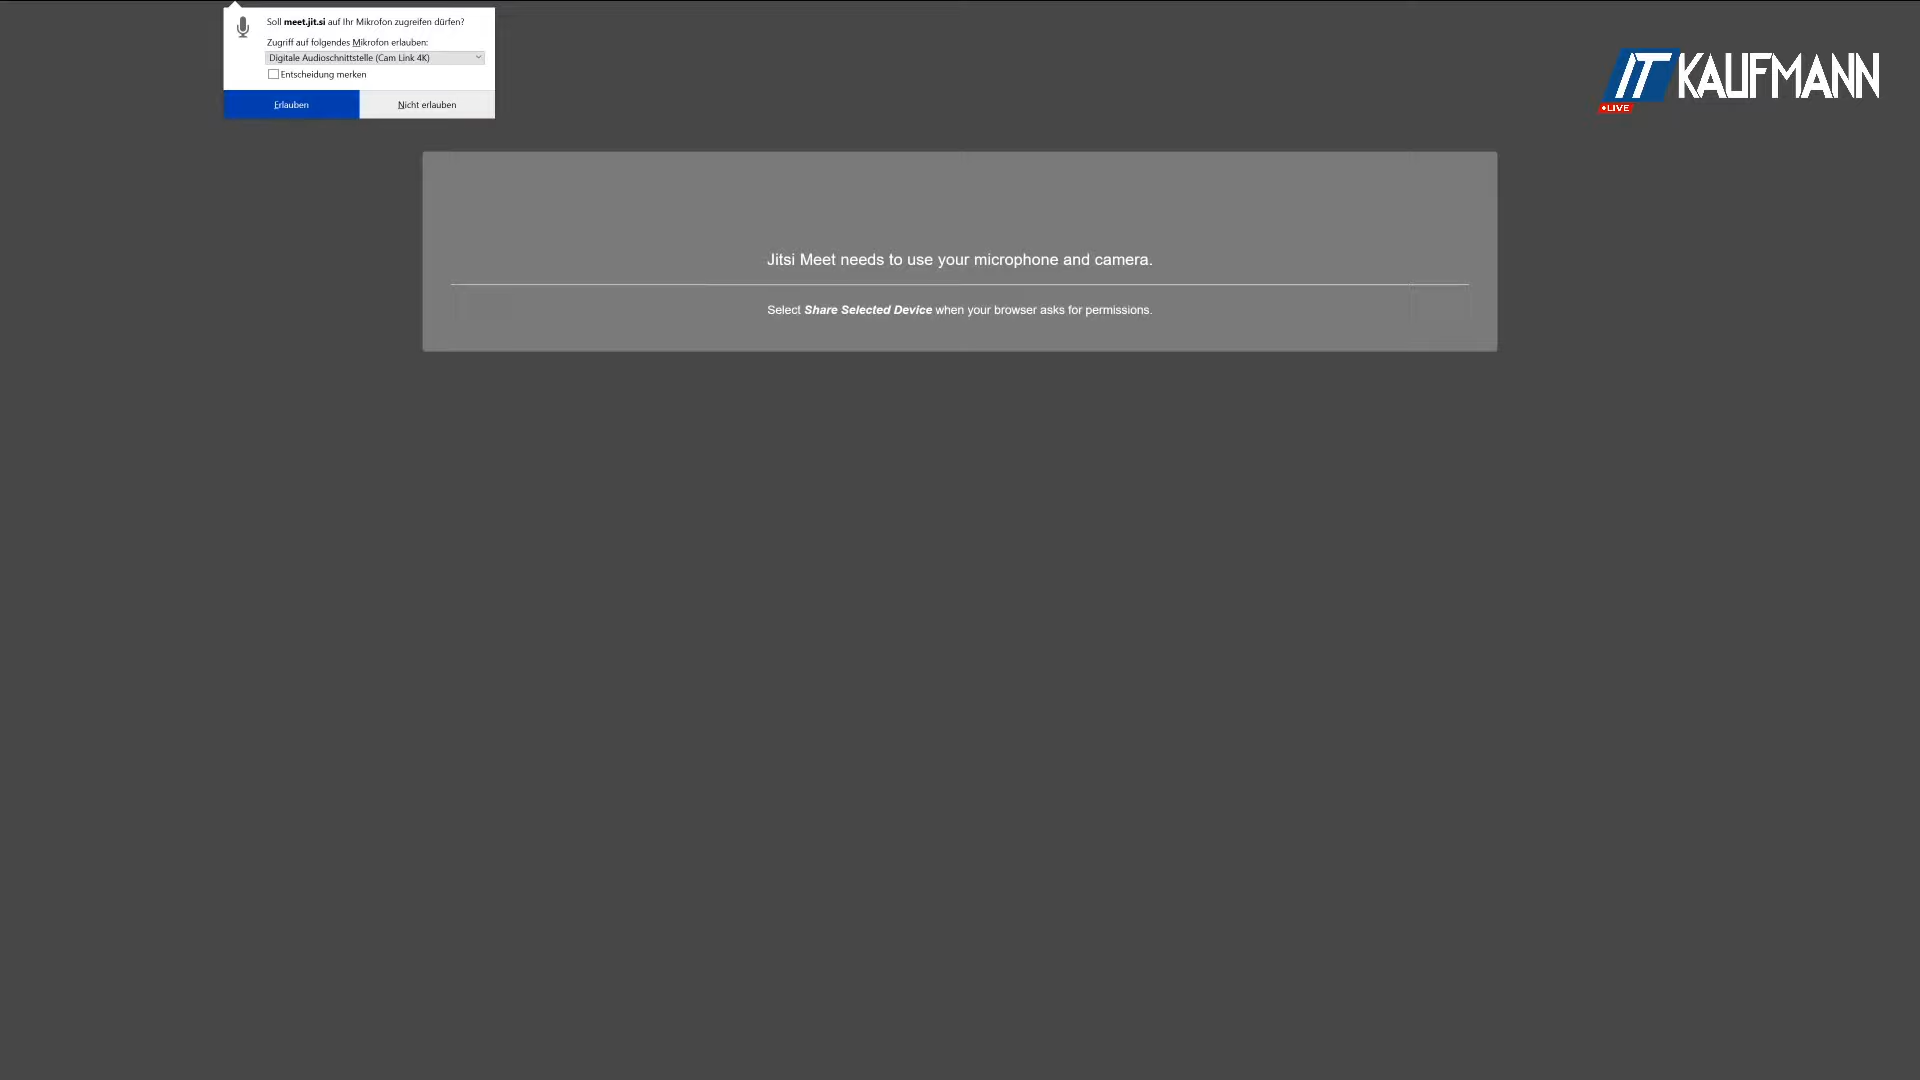 Soll meet.jit.si auf Ihr Mikrofon zugreifen dürfen?
Zugriff auf folgendes Mikrofon erlauben:
Digitale Audioschnittstelle (Cam Link 4K)
Entscheidung merken
Erlauben
Nicht erlauben
IT KAUFMANN
LIVE
Jitsi Meet needs to use your microphone and camera.
Select Share Selected Device when your browser asks for permissions.